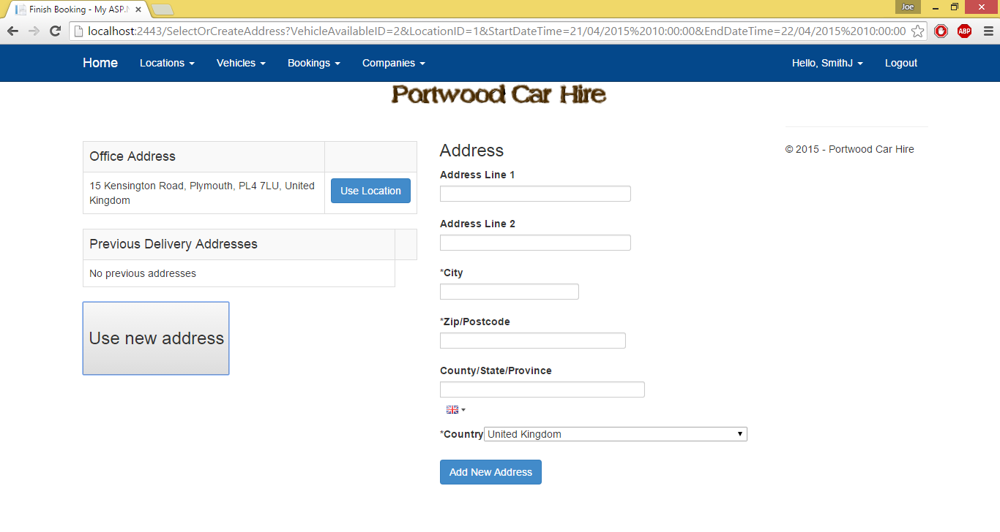 Finish Booking - My ASP.N
Joe
localhost:2443/SelectOrCreateAddress?VehicleAvailableID=2&LocationID=1&StartDateTime=21/04/2015%2010:00:00&EndDateTime=22/04/2015%2010:00:00
ABP
Home Locations Vehicles Bookings Companies Hello, SmithJ Logout
Portwood Car Hire
Office Address
15 Kensington Road, Plymouth, PL4 7LU, United
Kingdom
Use Location
Previous Delivery Addresses
No previous addresses
Use new address
Address
Address Line 1
Address Line 2
*City
*Zip/Postcode
County/State/Province
*Country United Kingdom
Add New Address
© 2015 - Portwood Car Hire